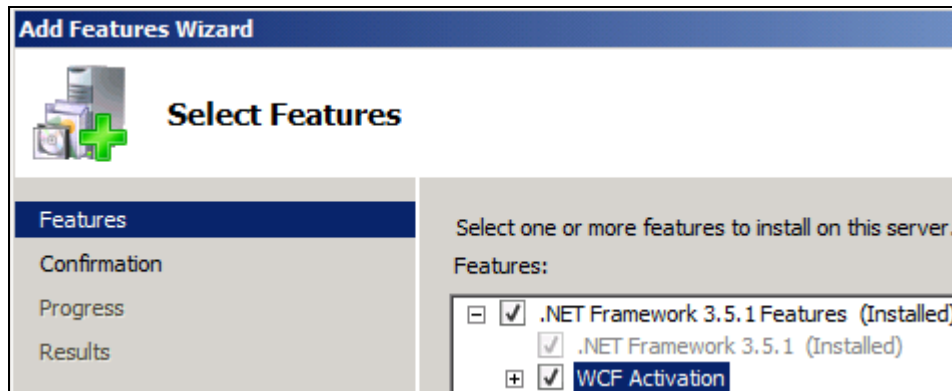 Add Features Wizard
Select Features
Features
Confirmation
Progress
Results
Select one or more features to install on this server.
Features:
.NET Framework 3.5.1 Features (Installed)
.NET Framework 3.5.1 (Installed)
WCF Activation